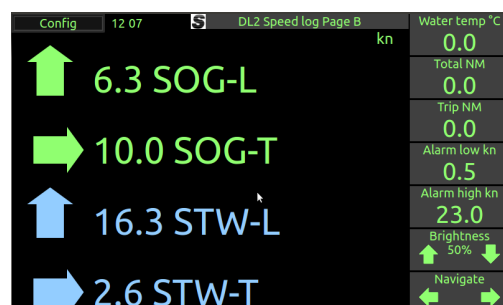 Config 12 07 S DL2 Speed log Page B
kn
6.3 SOG-L
10.0 SOG-T
16.3 STW-L
2.6 STW-T
Water temp °C
0.0
Total NM
0.0
Trip NM
0.0
Alarm low kn
0.5
Alarm high kn
23.0
Brightness
50%
Navigate